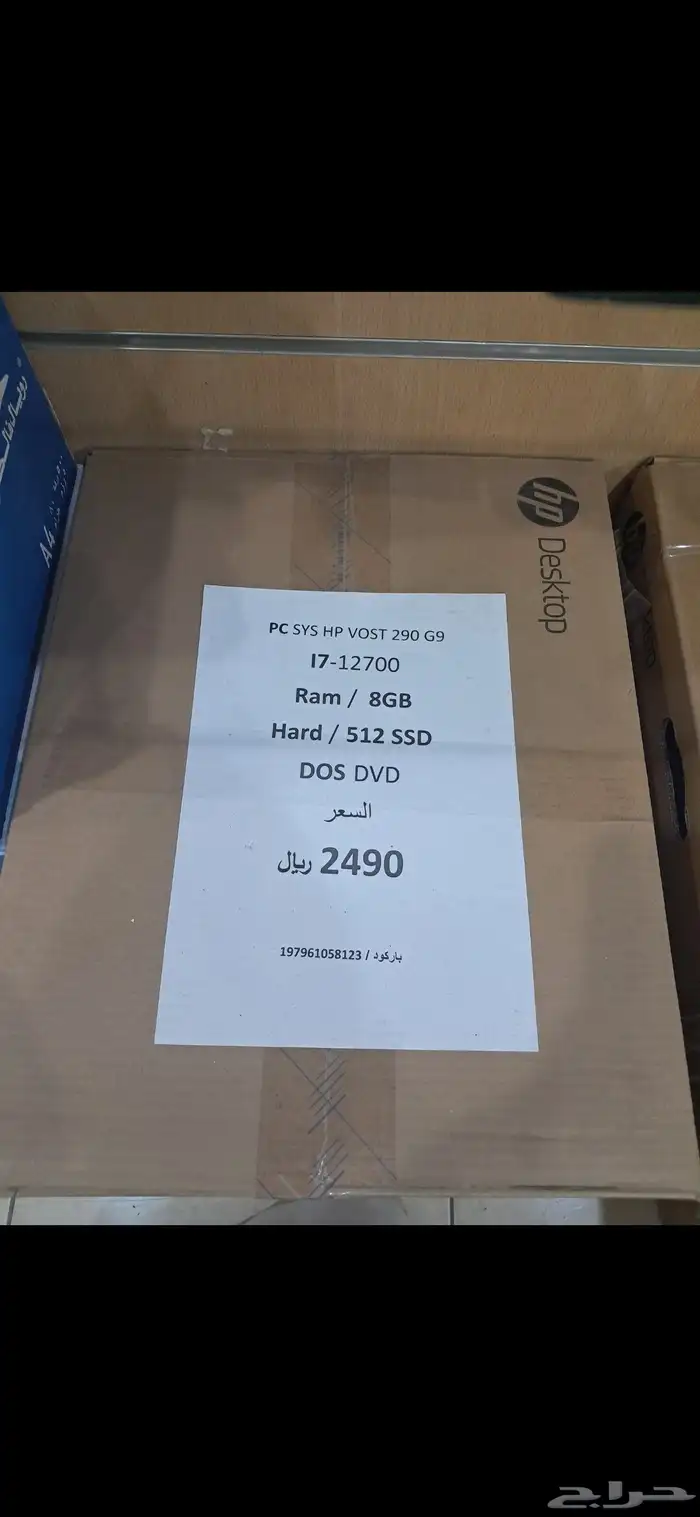 hp Desktop
PC SYS HP VOST 290 G9
I7-12700
Ram / 8GB
Hard / 512 SSD
DOS DVD
السعر
2490 ريال
باركود / 197961058123
A4
حراج